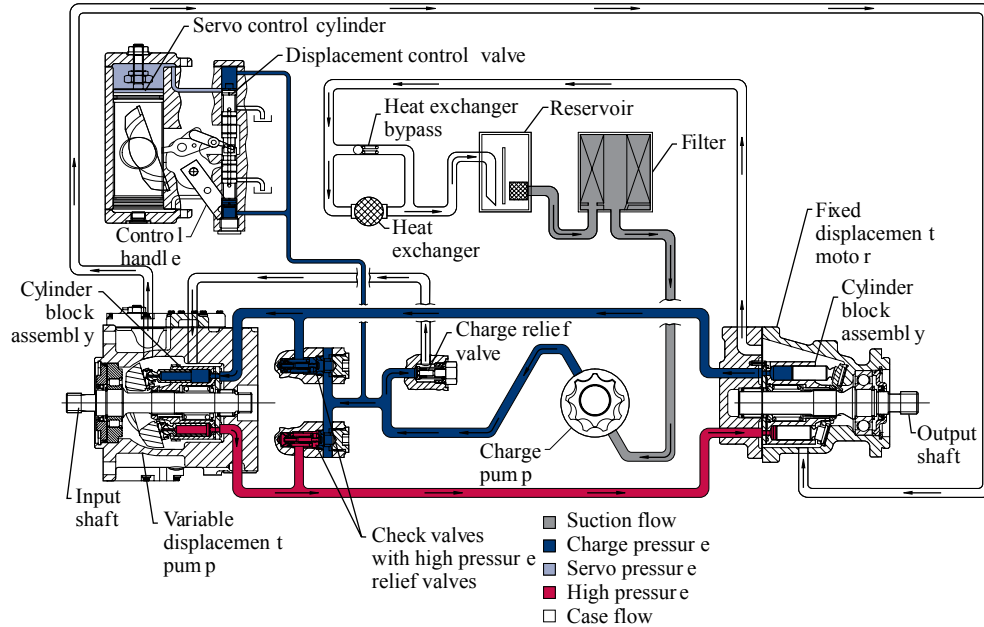 Servo control cylinder
Displacement control valve
Heat exchanger
bypass
Reservoir
Filter
Control
handle
Heat
exchanger
Fixed
displacement
motor
Cylinder
block
assembly
Charge relief
valve
Cylinder
block
assembly
Charge
pump
Output
shaft
Input
shaft
Variable
displacement
pump
Check valves
with high pressure
relief valves
Suction flow
Charge pressure
Servo pressure
High pressure
Case flow